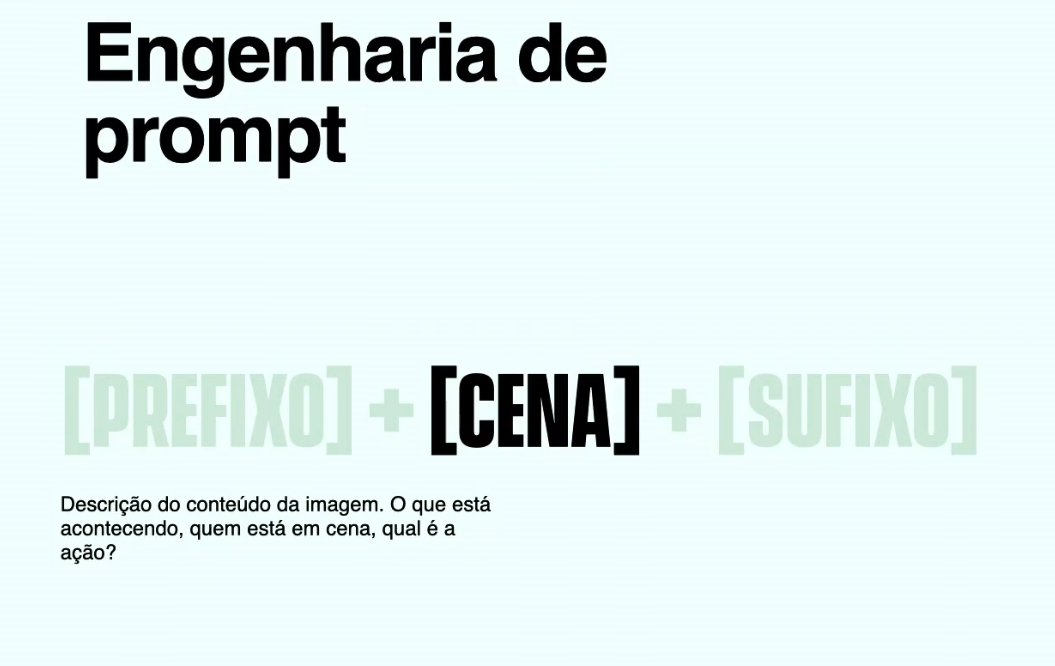 Engenharia de
prompt
[PREFIXO] + [CENA] + [SUFIXO]
Descrição do conteúdo da imagem. O que está
acontecendo, quem está em cena, qual é a
ação?